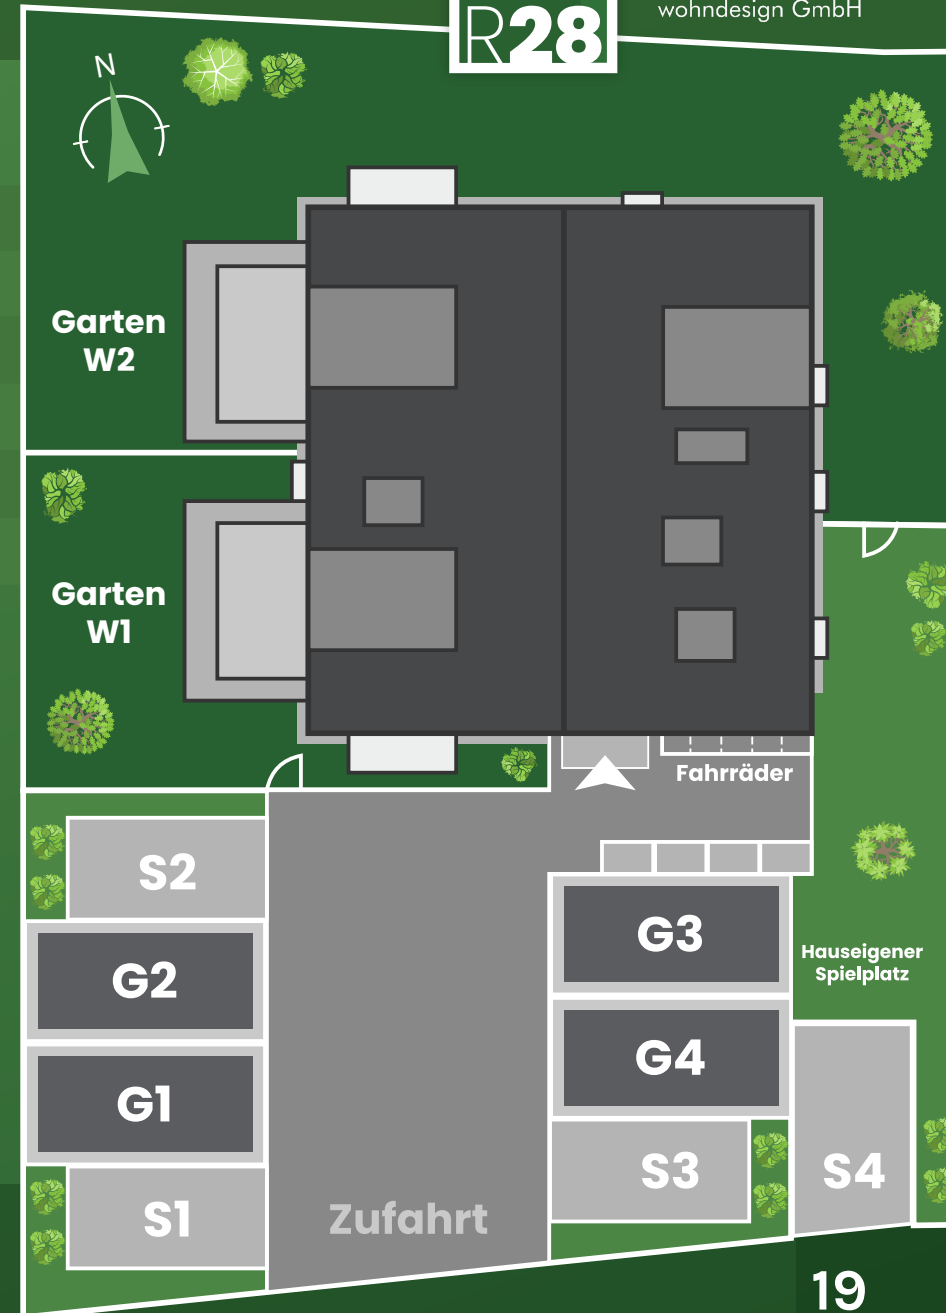 wohndesign GmbH
R28
N
Garten
W2
Garten
W1
Fahrräder
S2
G3
Hauseigener
Spielplatz
G2
G4
G1
S3
S4
S1
Zufahrt
19